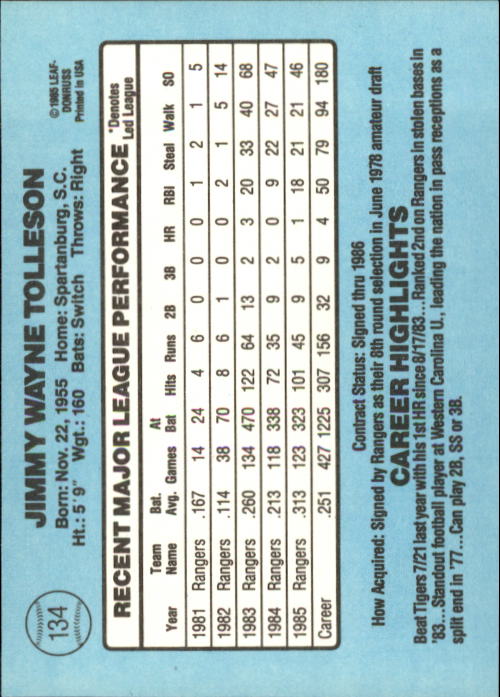 134
JIMMY WAYNE TOLLESON
Born: Nov. 22, 1955 Home: Spartanburg, S.C.
Ht.: 5'9" Wgt.: 160 Bats: Switch Throws: Right
©1985 LEAF-
DONRUSS
Printed in USA
RECENT MAJOR LEAGUE PERFORMANCE
*Denotes
Led League
Year Team Name Bat. Avg. Games At Bat Hits Runs 2B 3B HR RBI Steal Walk SO
1981 Rangers .167 14 24 4 6 0 0 0 1 2 1 5
1982 Rangers .114 38 70 8 6 1 0 0 2 1 5 14
1983 Rangers .260 134 470 122 64 13 2 3 20 33 40 68
1984 Rangers .213 118 338 72 35 9 2 0 9 22 27 47
1985 Rangers .313 123 323 101 45 9 5 1 18 21 21 46
Career .251 427 1225 307 156 32 9 4 50 79 94 180
Contract Status: Signed thru 1986
How Acquired: Signed by Rangers as their 8th round selection in June 1978 amateur draft
CAREER HIGHLIGHTS
Beat Tigers 7/21 last year with his 1st HR since 8/17/83...Ranked 2nd on Rangers in stolen bases in
'83...Standout football player at Western Carolina U., leading the nation in pass receptions as a
split end in '77...Can play 2B, SS or 3B.